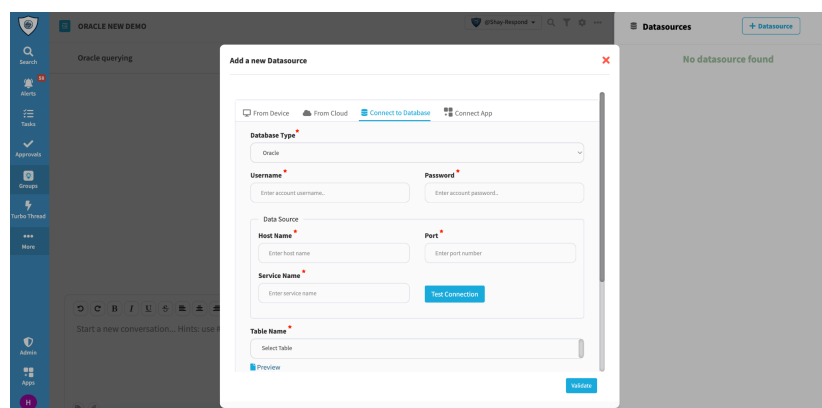 ORACLE NEW DEMO
@Shay-Respond
Datasources
+ Datasource
Search
Oracle querying
Add a new Datasource
No datasource found
Alerts
Tasks
Approvals
Groups
Turbo Thread
More
From Device
From Cloud
Connect to Database
Connect App
Database Type *
Oracle
Username *
Password *
Enter account username..
Enter account password..
Data Source
Host Name *
Port *
Enter host name
Enter port number
Service Name *
Enter service name
Test Connection
B I U S
Start a new conversation... Hints: use
Table Name *
Select Table
Preview
Validate
Admin
Apps
H